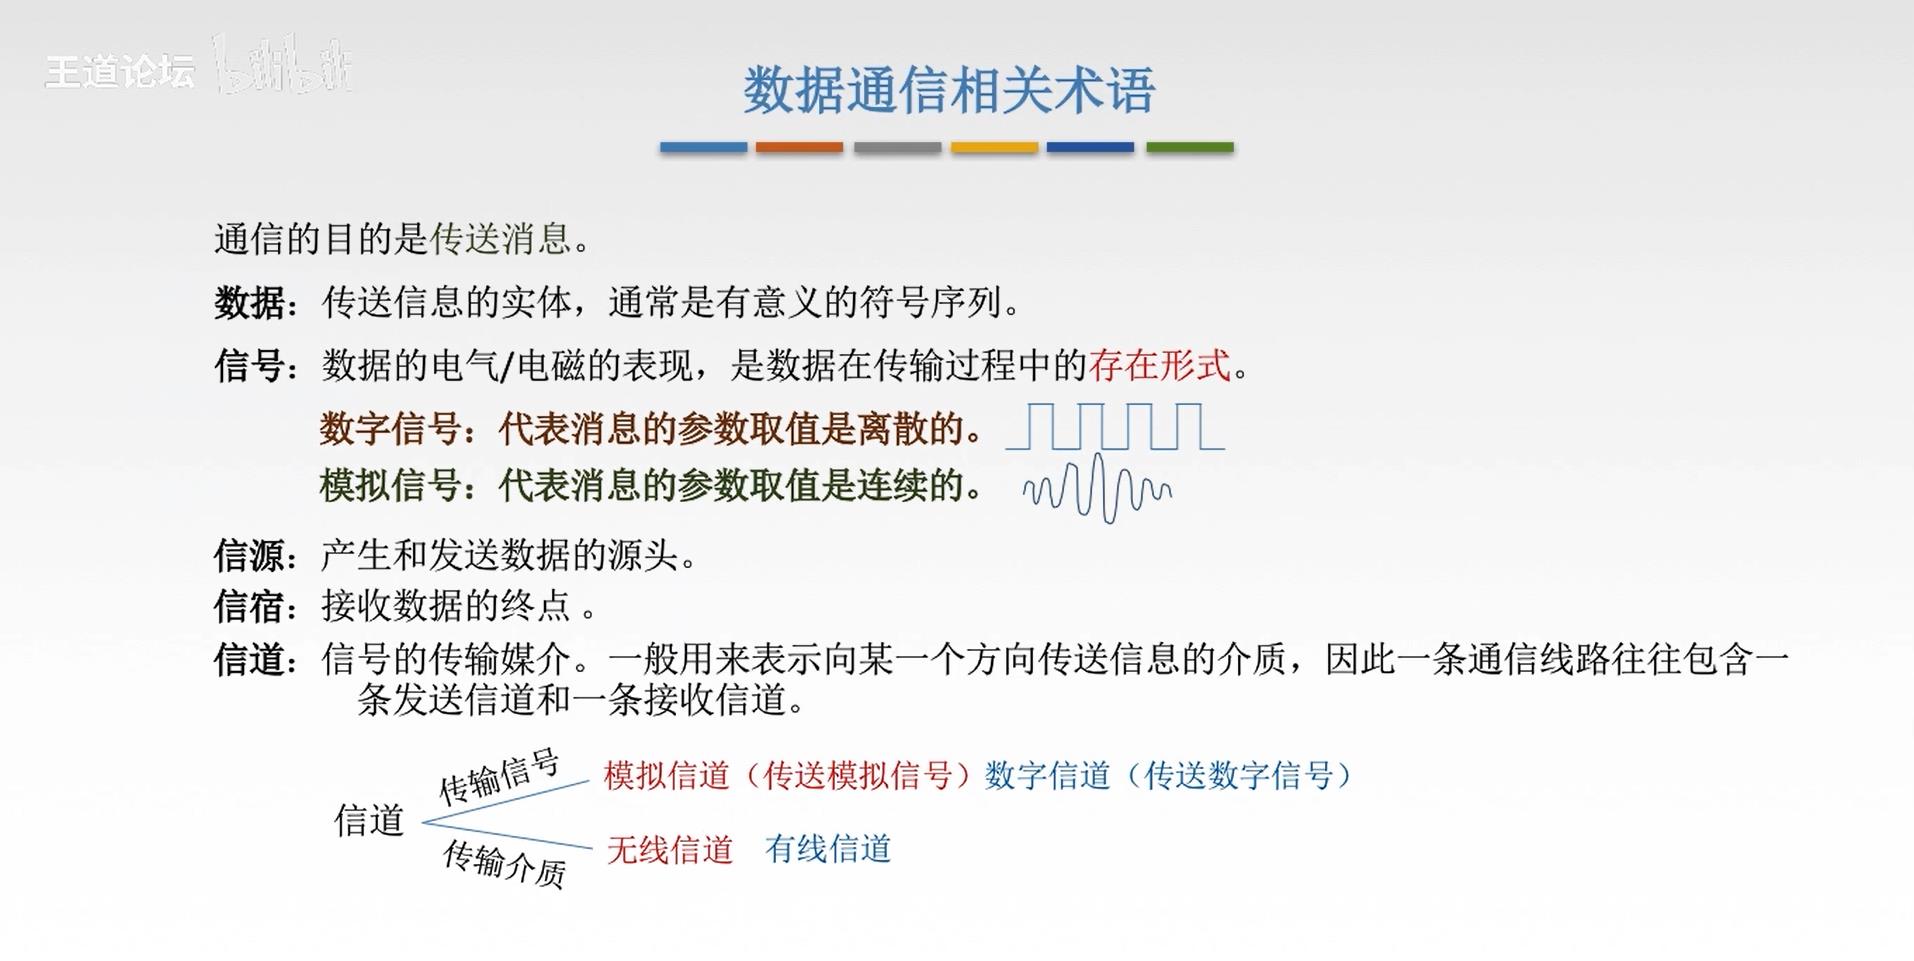 王道论坛 bilibili
数据通信相关术语
通信的目的是传送消息。
数据：传送信息的实体，通常是有意义的符号序列。
信号：数据的电气/电磁的表现，是数据在传输过程中的存在形式。
数字信号：代表消息的参数取值是离散的。
模拟信号：代表消息的参数取值是连续的。
信源：产生和发送数据的源头。
信宿：接收数据的终点 。
信道：信号的传输媒介。一般用来表示向某一个方向传送信息的介质，因此一条通信线路往往包含一
条发送信道和一条接收信道。
传输信号
模拟信道（传送模拟信号）数字信道（传送数字信号）
信道
传输介质
无线信道 有线信道